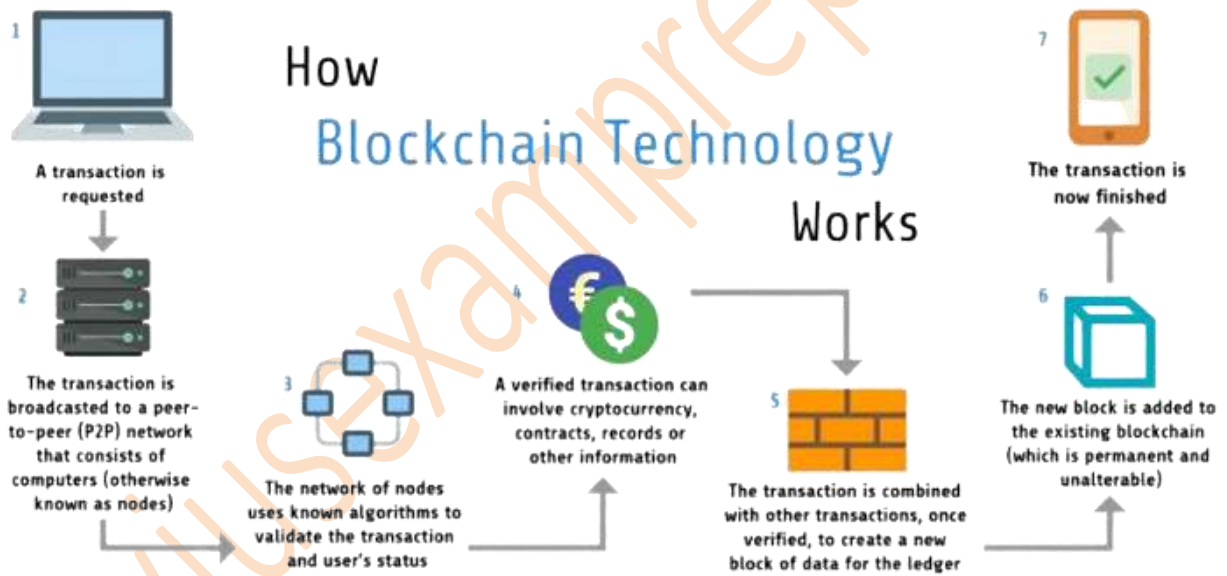 How
Blockchain Technology
Works
1
A transaction is
requested
2
The transaction is
broadcasted to a peer-
to-peer (P2P) network
that consists of
computers (otherwise
known as nodes)
3
The network of nodes
uses known algorithms to
validate the transaction
and user's status
4
€
$
A verified transaction can
involve cryptocurrency,
contracts, records or
other information
5
The transaction is combined
with other transactions, once
verified, to create a new
block of data for the ledger
6
The new block is added to
the existing blockchain
(which is permanent and
unalterable)
7
The transaction is
now finished